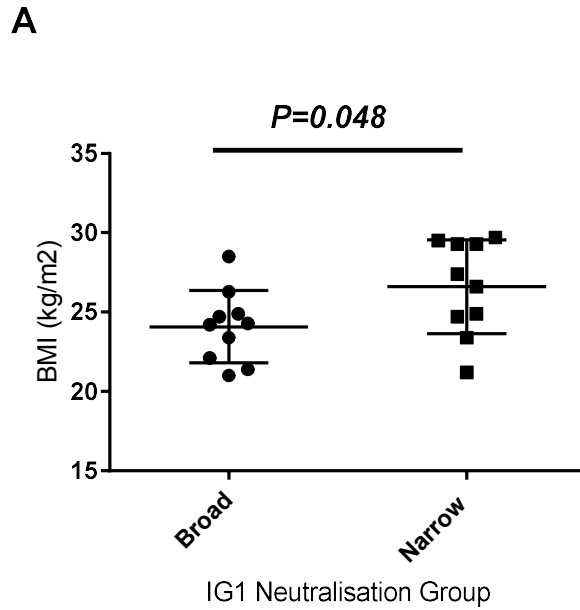 A
P=0.048
35
30
25
20
15
BMI (kg/m2)
Broad
Narrow
IG1 Neutralisation Group